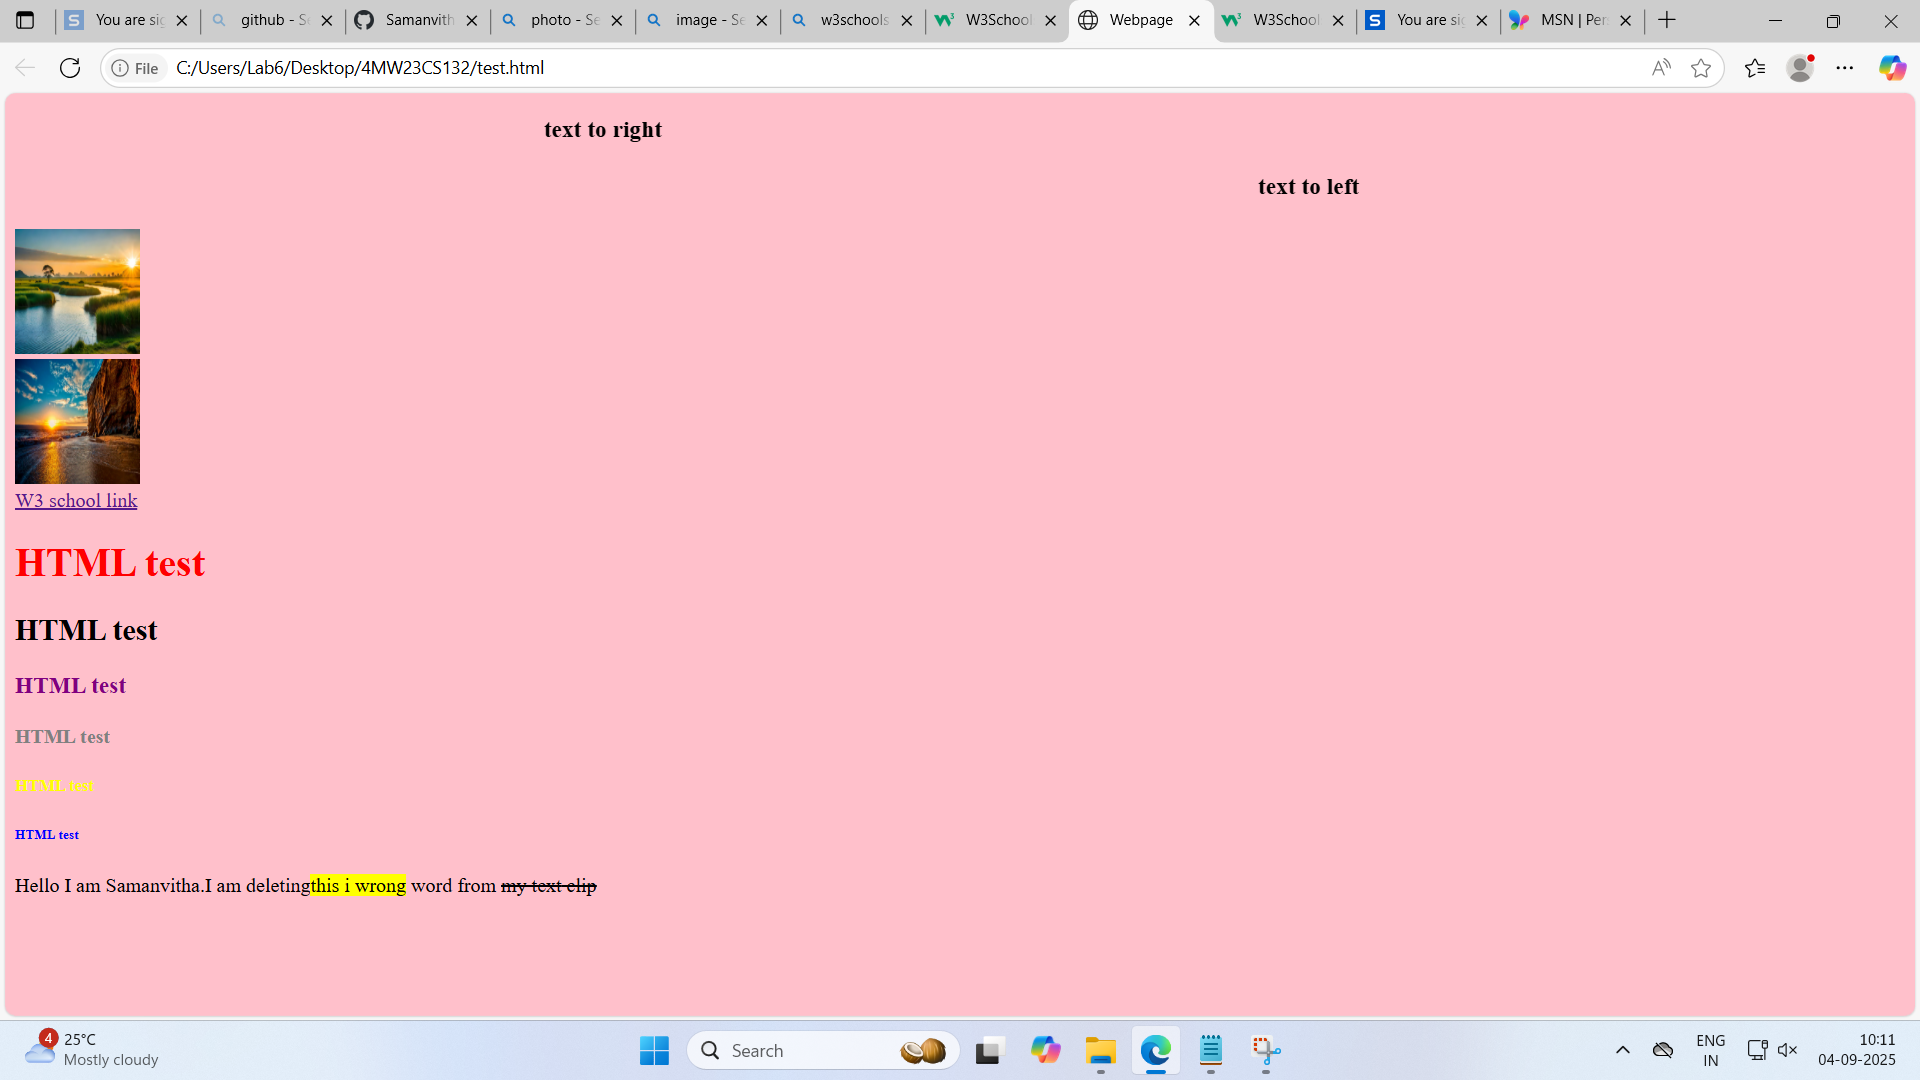 You are sig
github - Se
Samanvith
photo - Se
image - Se
w3schools
W3School
Webpage
W3School
You are sig
MSN | Per
File C:/Users/Lab6/Desktop/4MW23CS132/test.html
text to right
text to left
W3 school link
HTML test
HTML test
HTML test
HTML test
HTML test
HTML test
Hello I am Samanvitha.I am deletingthis i wrong word from my text clip
4
25°C
Mostly cloudy
Search
ENG
IN
10:11
04-09-2025